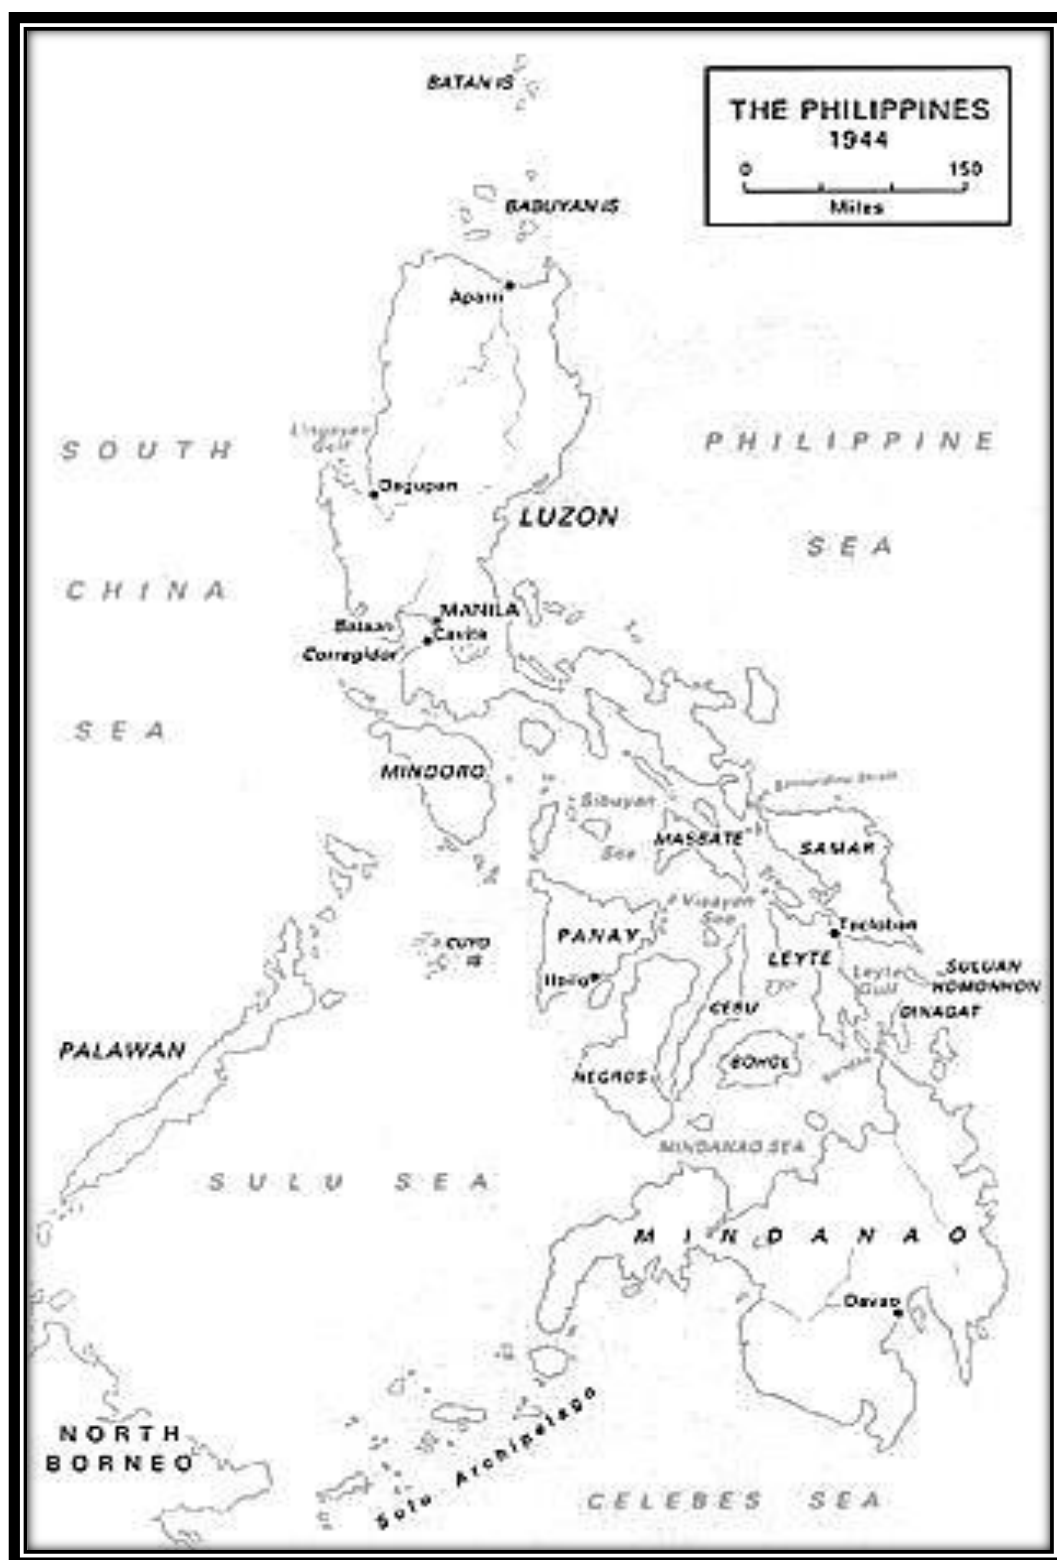 BATAN IS
THE PHILIPPINES
1944
0 150
Miles
BABUYAN IS
Aparri
SOUTH
Lingayen
Gulf
PHILIPPINE
Dagupan
LUZON
SEA
CHINA
MANILA
Bataan
Cavite
Corregidor
SEA
MINDORO
Sibuyan
Sea
MASBATE
SAMAR
Visayan
Sea
CUYO
IS
PANAY
Tacloban
LEYTE
Leyte
Gulf
SULUAN
HOMONHON
Iloilo
CEBU
DINAGAT
PALAWAN
NEGROS
BOHOL
MINDANAO SEA
SULU SEA
MINDANAO
Davao
NORTH
BORNEO
Sulu Archipelago
CELEBES SEA